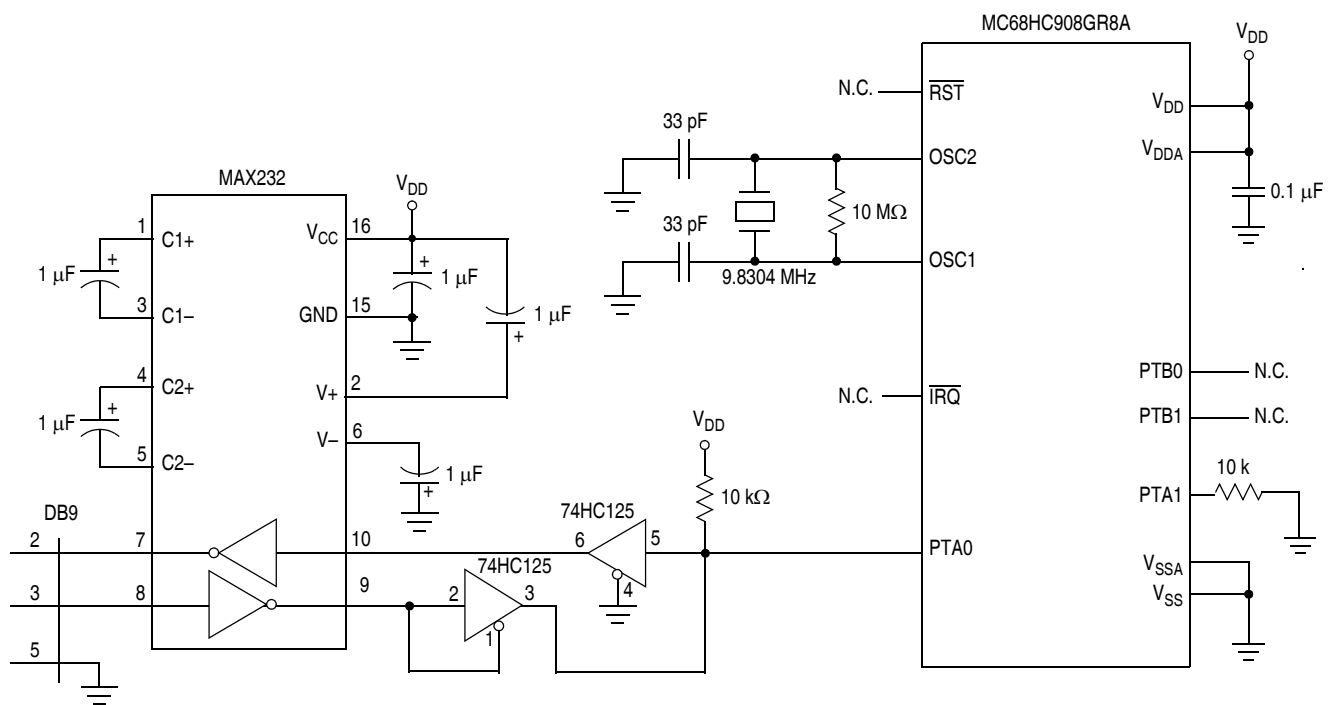 MC68HC908GR8A
VDD
N.C.
RST
VDD
33 pF
OSC2
VDDA
MAX232
VDD
10 MΩ
0.1 µF
1
C1+
VCC
16
33 pF
OSC1
+
1 µF
+
1 µF
9.8304 MHz
3
C1–
GND
15
1 µF
+
4
C2+
V+
2
PTB0
N.C.
N.C.
IRQ
+
1 µF
VDD
PTB1
N.C.
V–
6
5
C2–
1 µF
+
10 k
10 kΩ
PTA1
DB9
74HC125
2
7
10
6
5
PTA0
74HC125
4
VSSA
3
8
9
2
3
VSS
1
5